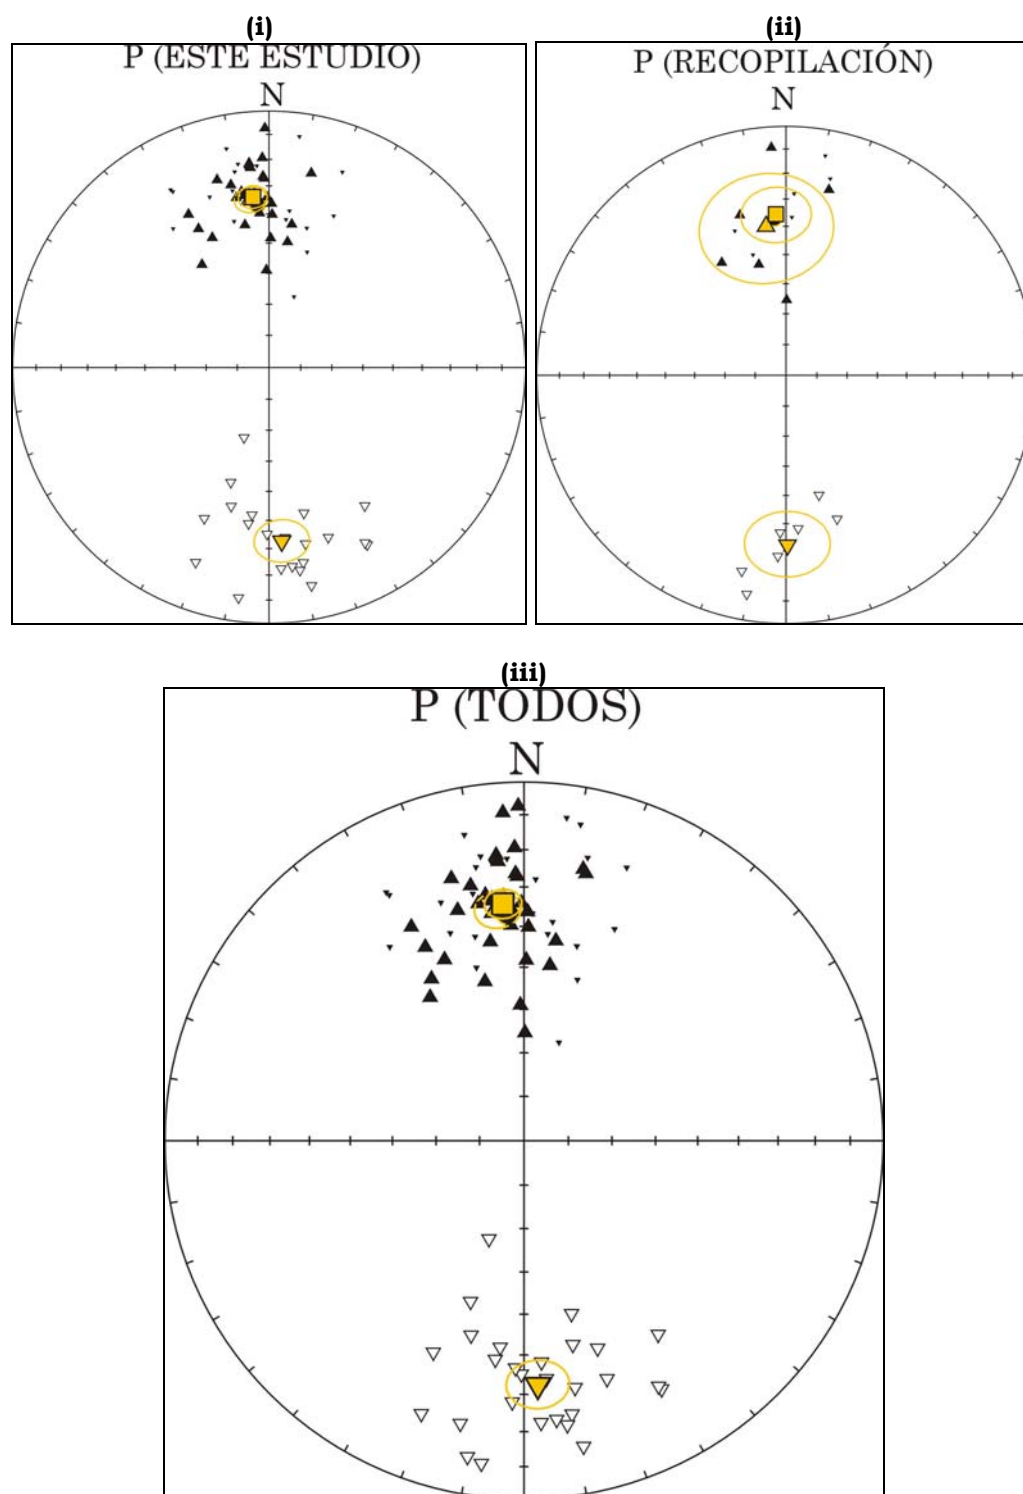 (i)
P (ESTE ESTUDIO)
N
(ii)
P (RECOPILACIÓN)
N
(iii)
P (TODOS)
N